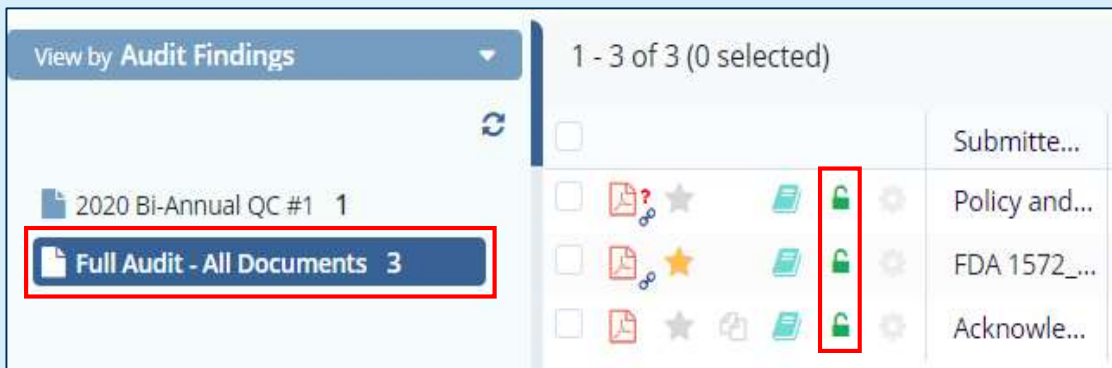 View by Audit Findings
2020 Bi-Annual QC #1 1
Full Audit - All Documents 3
1 - 3 of 3 (0 selected)
Submitte...
? Policy and...
FDA 1572_...
Acknowle...